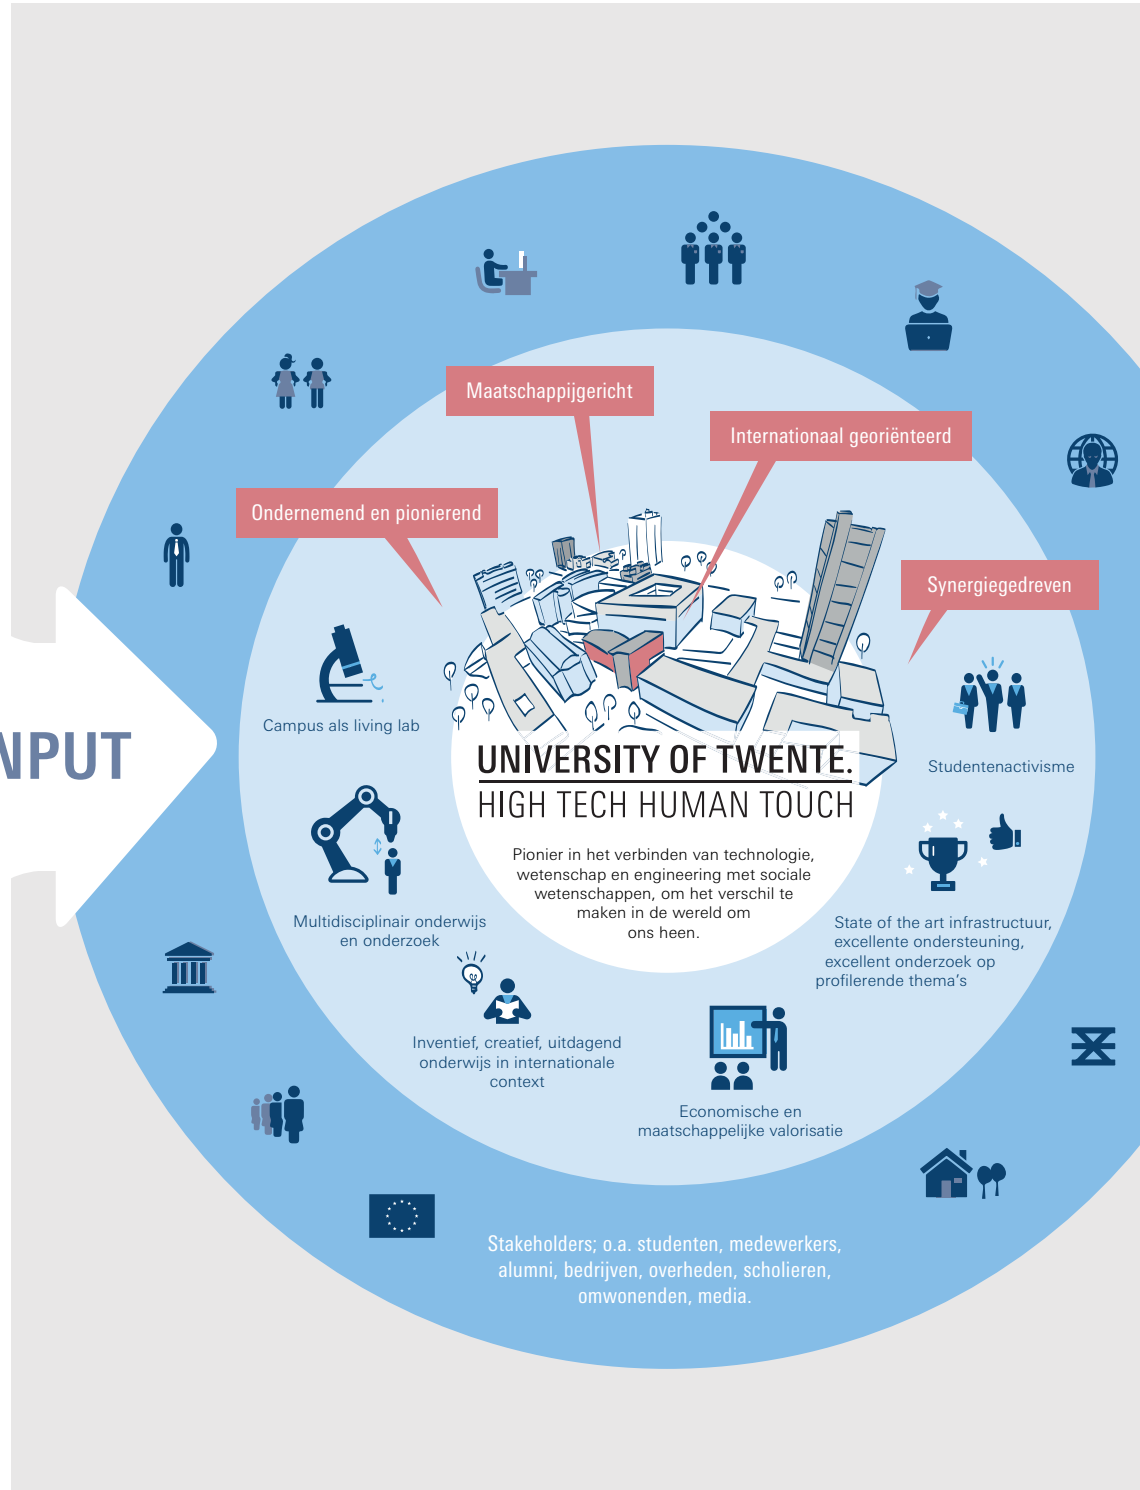 Maatschappijgericht
Internationaal georiënteerd
Ondernemend en pionierend
Synergiegedreven
Campus als living lab
NPUT
Studentenactivisme
UNIVERSITY OF TWENTE.
HIGH TECH HUMAN TOUCH
Pionier in het verbinden van technologie,
wetenschap en engineering met sociale
wetenschappen, om het verschil te
maken in de wereld om
ons heen.
Multidisciplinair onderwijs
en onderzoek
State of the art infrastructuur,
excellente ondersteuning,
excellent onderzoek op
profilerende thema's
Inventief, creatief, uitdagend
onderwijs in internationale
context
Economische en
maatschappelijke valorisatie
Stakeholders; o.a. studenten, medewerkers,
alumni, bedrijven, overheden, scholieren,
omwonenden, media.